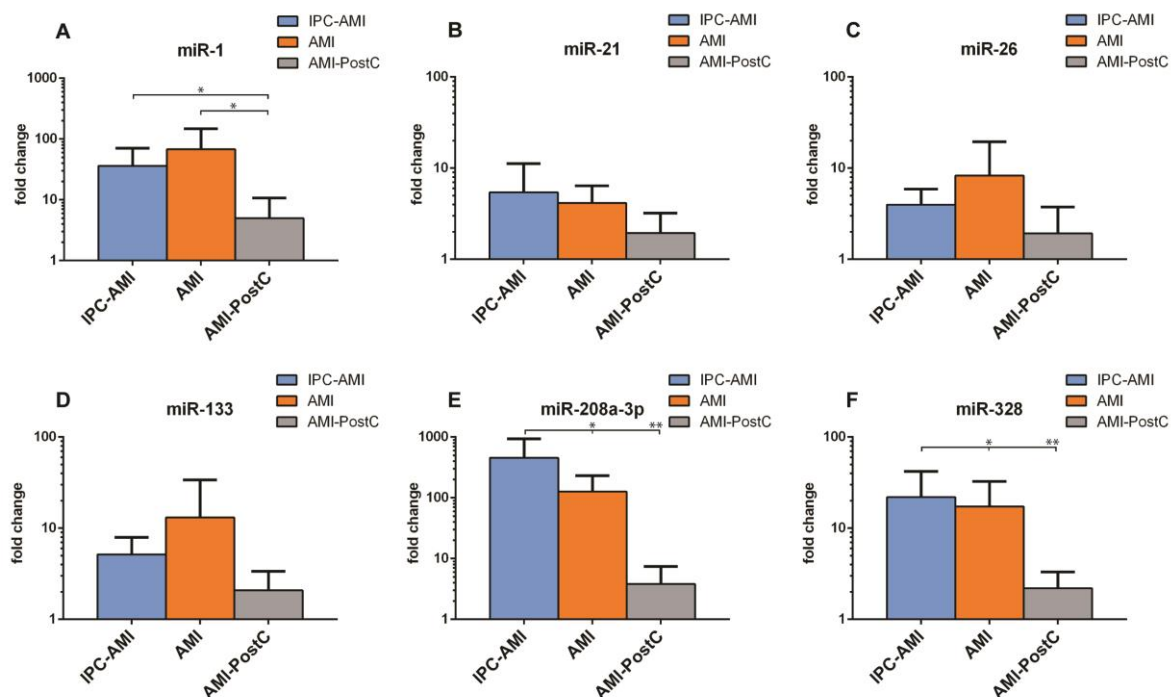 A
miR-1
IPC-AMI
AMI
AMI-PostC
fold change
1000
100
10
1
*
*
IPC-AMI
AMI
AMI-PostC
B
miR-21
IPC-AMI
AMI
AMI-PostC
fold change
100
10
1
IPC-AMI
AMI
AMI-PostC
C
miR-26
IPC-AMI
AMI
AMI-PostC
fold change
100
10
1
IPC-AMI
AMI
AMI-PostC
D
miR-133
IPC-AMI
AMI
AMI-PostC
fold change
100
10
1
IPC-AMI
AMI
AMI-PostC
E
miR-208a-3p
IPC-AMI
AMI
AMI-PostC
fold change
1000
100
10
1
* **
IPC-AMI
AMI
AMI-PostC
F
miR-328
IPC-AMI
AMI
AMI-PostC
fold change
100
10
1
* **
IPC-AMI
AMI
AMI-PostC